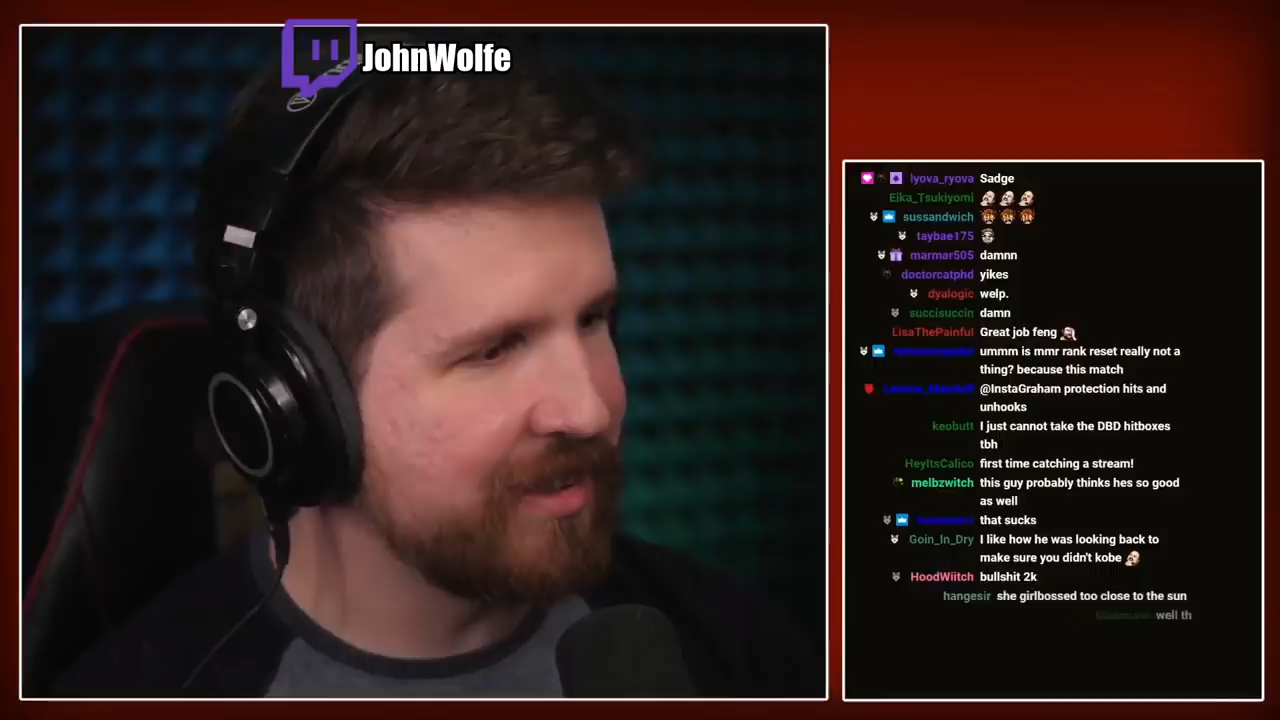 JohnWolfe
lyova_ryova Sadge
Eika_Tsukiyomi
sussandwich
taybae175
marmar505 damnn
doctorcatphd yikes
dyalogic welp.
succisuccin damn
LisaThePainful Great job feng
ummm is mmr rank reset really not a
thing? because this match
@InstaGraham protection hits and
unhooks
keobutt I just cannot take the DBD hitboxes
tbh
HeyItsCalico first time catching a stream!
melbzwitch this guy probably thinks hes so good
as well
that sucks
Goin_In_Dry I like how he was looking back to
make sure you didn't kobe
HoodWiitch bullshit 2k
hangesir she girlbossed too close to the sun
well th